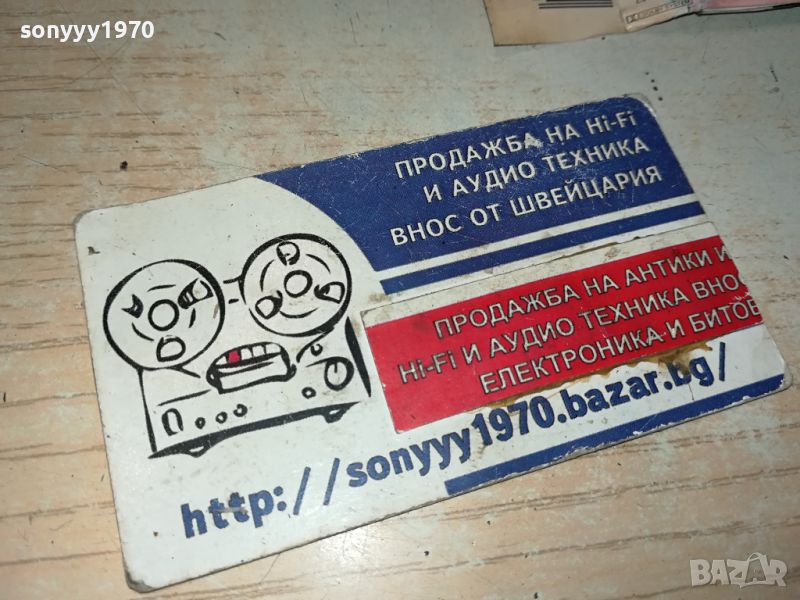 sonyyy1970
ПРОДАЖБА НА Hi-Fi
И АУДИО ТЕХНИКА
ВНОС ОТ ШВЕЙЦАРИЯ
ПРОДАЖБА НА АНТИКИ И
Hi-Fi И АУДИО ТЕХНИКА ВНО
ЕЛЕКТРОНИКА И БИТОВ
http://sonyyy1970.bazar.bg/
BAZAR